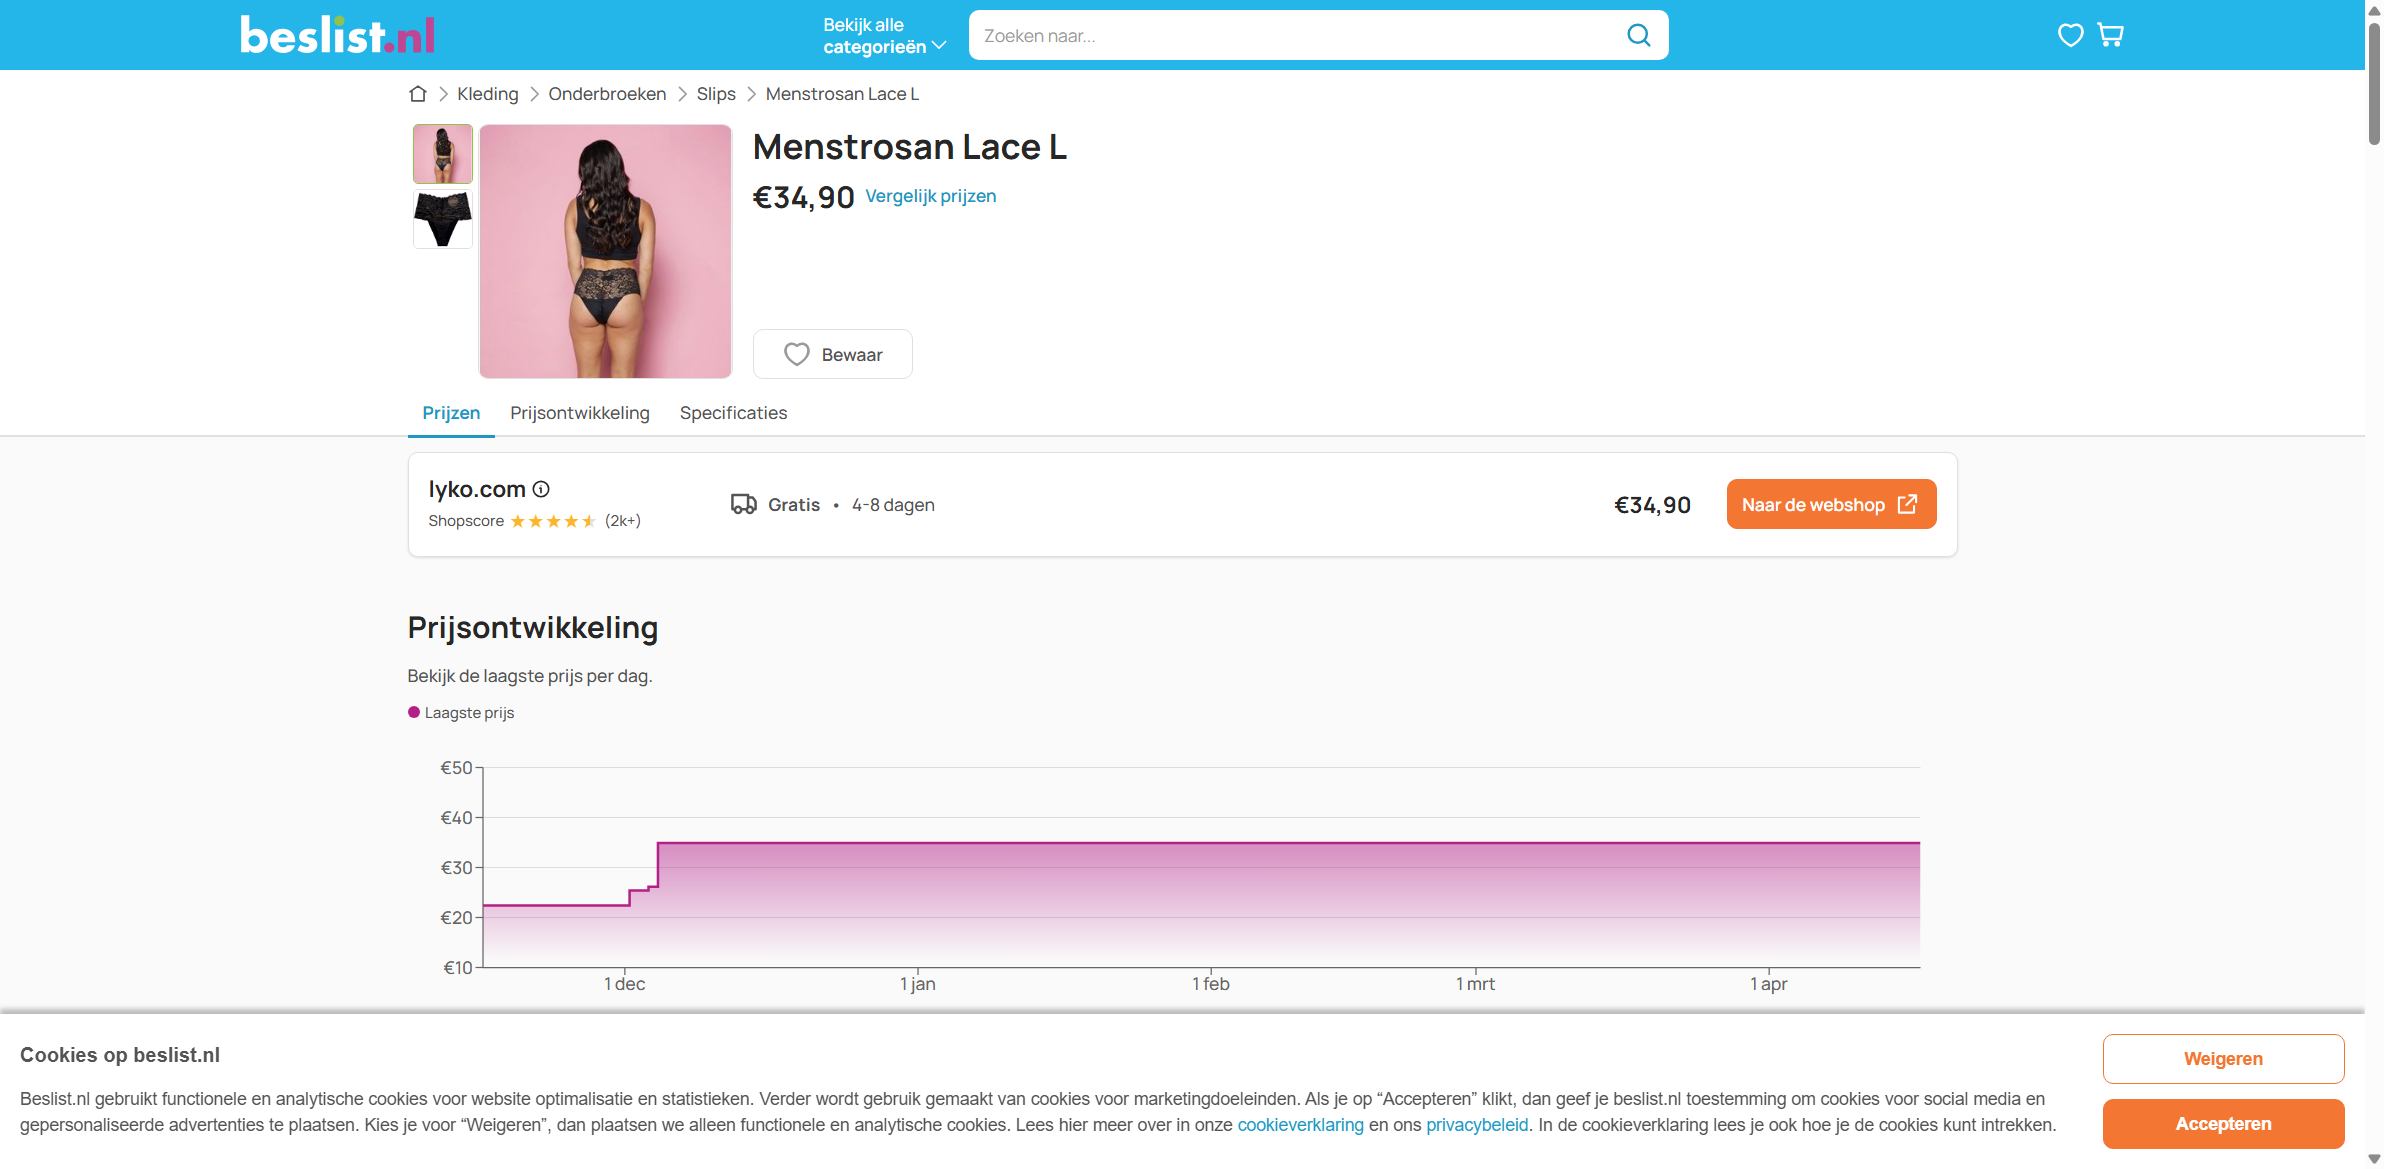 beslist.nl
Bekijk alle
categorieën
Zoeken naar...
Kleding
Onderbroeken
Slips
Menstrosan Lace L
Menstrosan Lace L
€34,90
Vergelijk prijzen
Bewaar
Prijzen
Prijsontwikkeling
Specificaties
lyko.com
Shopscore
(2k+)
Gratis • 4-8 dagen
€34,90
Naar de webshop
Prijsontwikkeling
Bekijk de laagste prijs per dag.
Laagste prijs
€50
€40
€30
€20
€10
1 dec
1 jan
1 feb
1 mrt
1 apr
Cookies op beslist.nl
Beslist.nl gebruikt functionele en analytische cookies voor website optimalisatie en statistieken. Verder wordt gebruik gemaakt van cookies voor marketingdoeleinden. Als je op “Accepteren” klikt, dan geef je beslist.nl toestemming om cookies voor social media en
gepersonaliseerde advertenties te plaatsen. Kies je voor “Weigeren”, dan plaatsen we alleen functionele en analytische cookies. Lees hier meer over in onze cookieverklaring en ons privacybeleid. In de cookieverklaring lees je ook hoe je de cookies kunt intrekken.
Weigeren
Accepteren